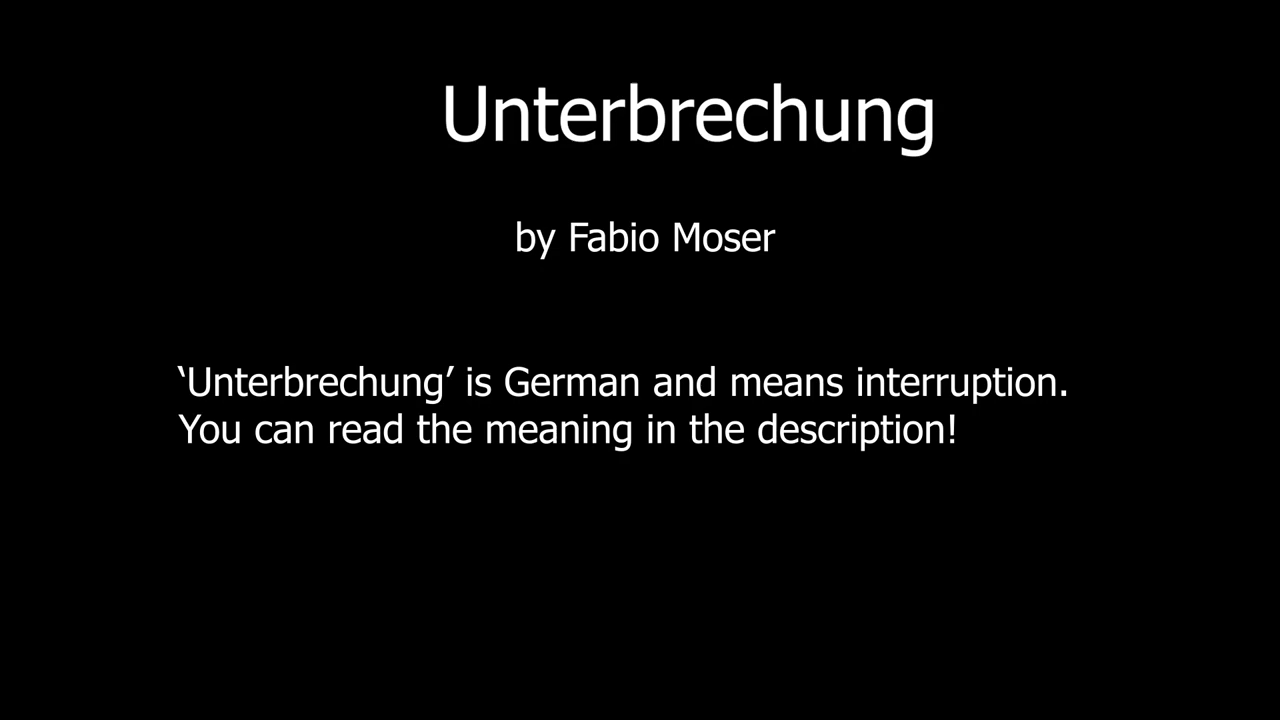 Unterbrechung
by Fabio Moser
‘Unterbrechung’ is German and means interruption.
You can read the meaning in the description!